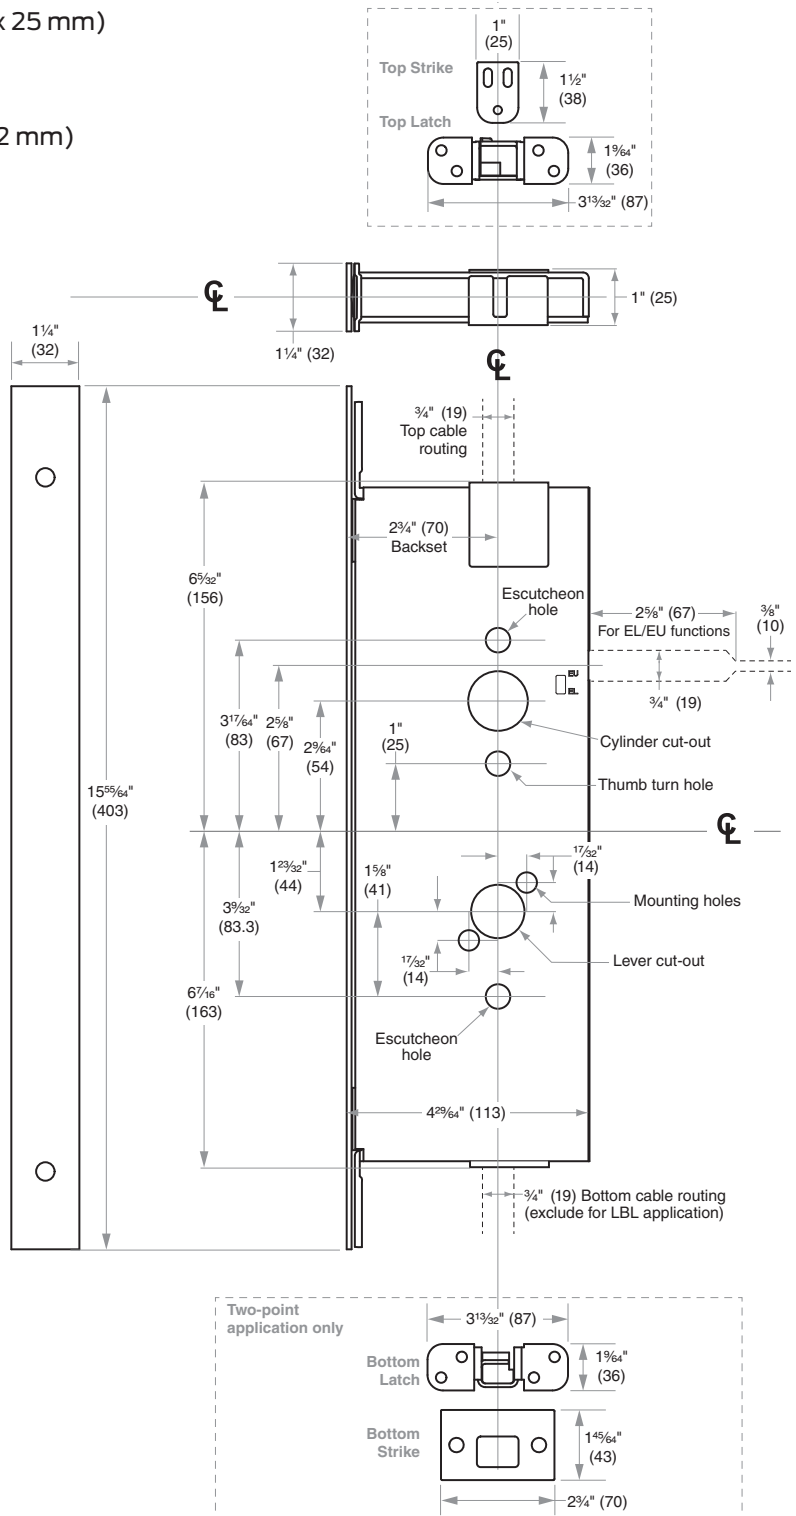 x 25 mm)
2 mm)
1"
(25)
Top Strike
1½"
(38)
Top Latch
1⁹⁄₆₄"
(36)
3¹³⁄₃₂" (87)
℄
1" (25)
1¼" (32)
1¼"
(32)
℄
¾" (19)
Top cable
routing
2¾" (70)
Backset
6⁵⁄₃₂"
(156)
Escutcheon
hole
2⅝" (67)
For EL/EU functions
⅜"
(10)
EU
EL
¾" (19)
3¹⁷⁄₆₄"
(83)
2⅝"
(67)
2⁹⁄₆₄"
(54)
1"
(25)
Cylinder cut-out
Thumb turn hole
15⁵⁵⁄₆₄"
(403)
℄
1²³⁄₃₂"
(44)
1⅝"
(41)
¹⁷⁄₃₂"
(14)
Mounting holes
3⁹⁄₃₂"
(83.3)
Lever cut-out
¹⁷⁄₃₂"
(14)
6⁷⁄₁₆"
(163)
Escutcheon
hole
4²⁹⁄₆₄" (113)
¾" (19) Bottom cable routing
(exclude for LBL application)
Two-point
application only
3¹³⁄₃₂" (87)
Bottom
Latch
1⁹⁄₆₄"
(36)
Bottom
Strike
1⁴⁵⁄₆₄"
(43)
2¾" (70)